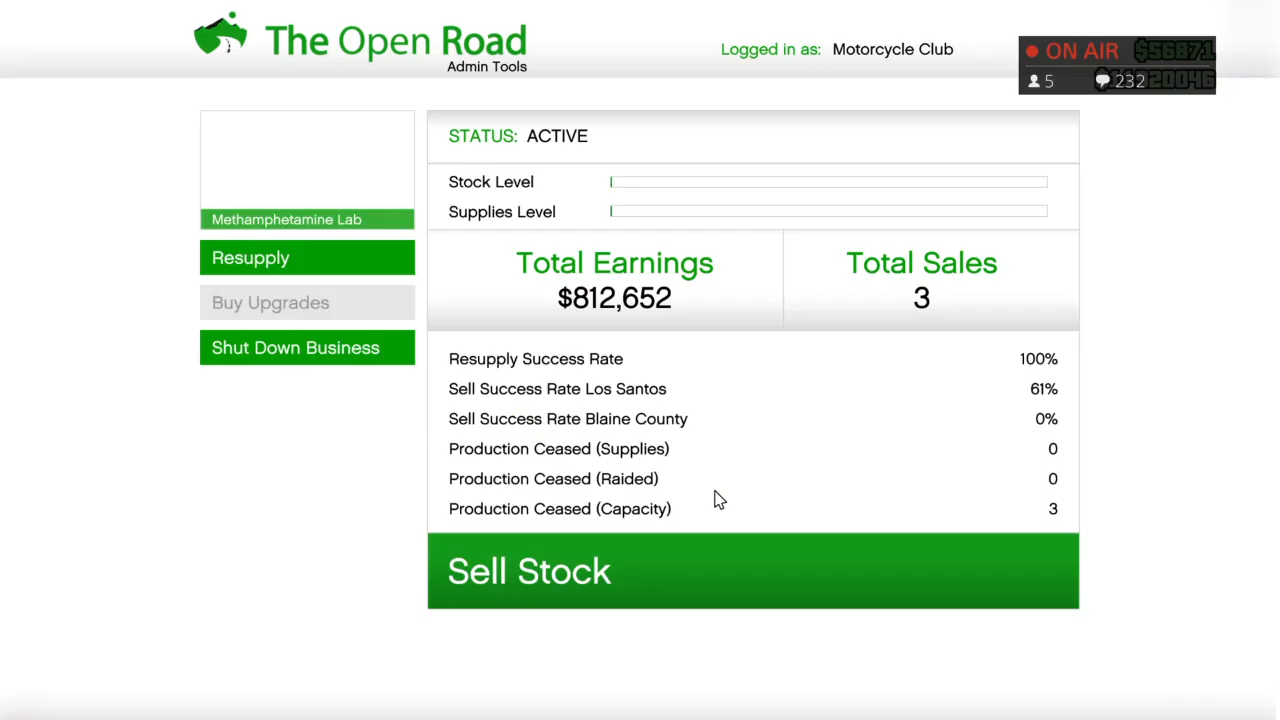 The Open Road
Admin Tools
Logged in as: Motorcycle Club
ON AIR $56871
5 232
Methamphetamine Lab
Resupply
Buy Upgrades
Shut Down Business
STATUS: ACTIVE
Stock Level
Supplies Level
Total Earnings
$812,652
Total Sales
3
Resupply Success Rate 100%
Sell Success Rate Los Santos 61%
Sell Success Rate Blaine County 0%
Production Ceased (Supplies) 0
Production Ceased (Raided) 0
Production Ceased (Capacity) 3
Sell Stock